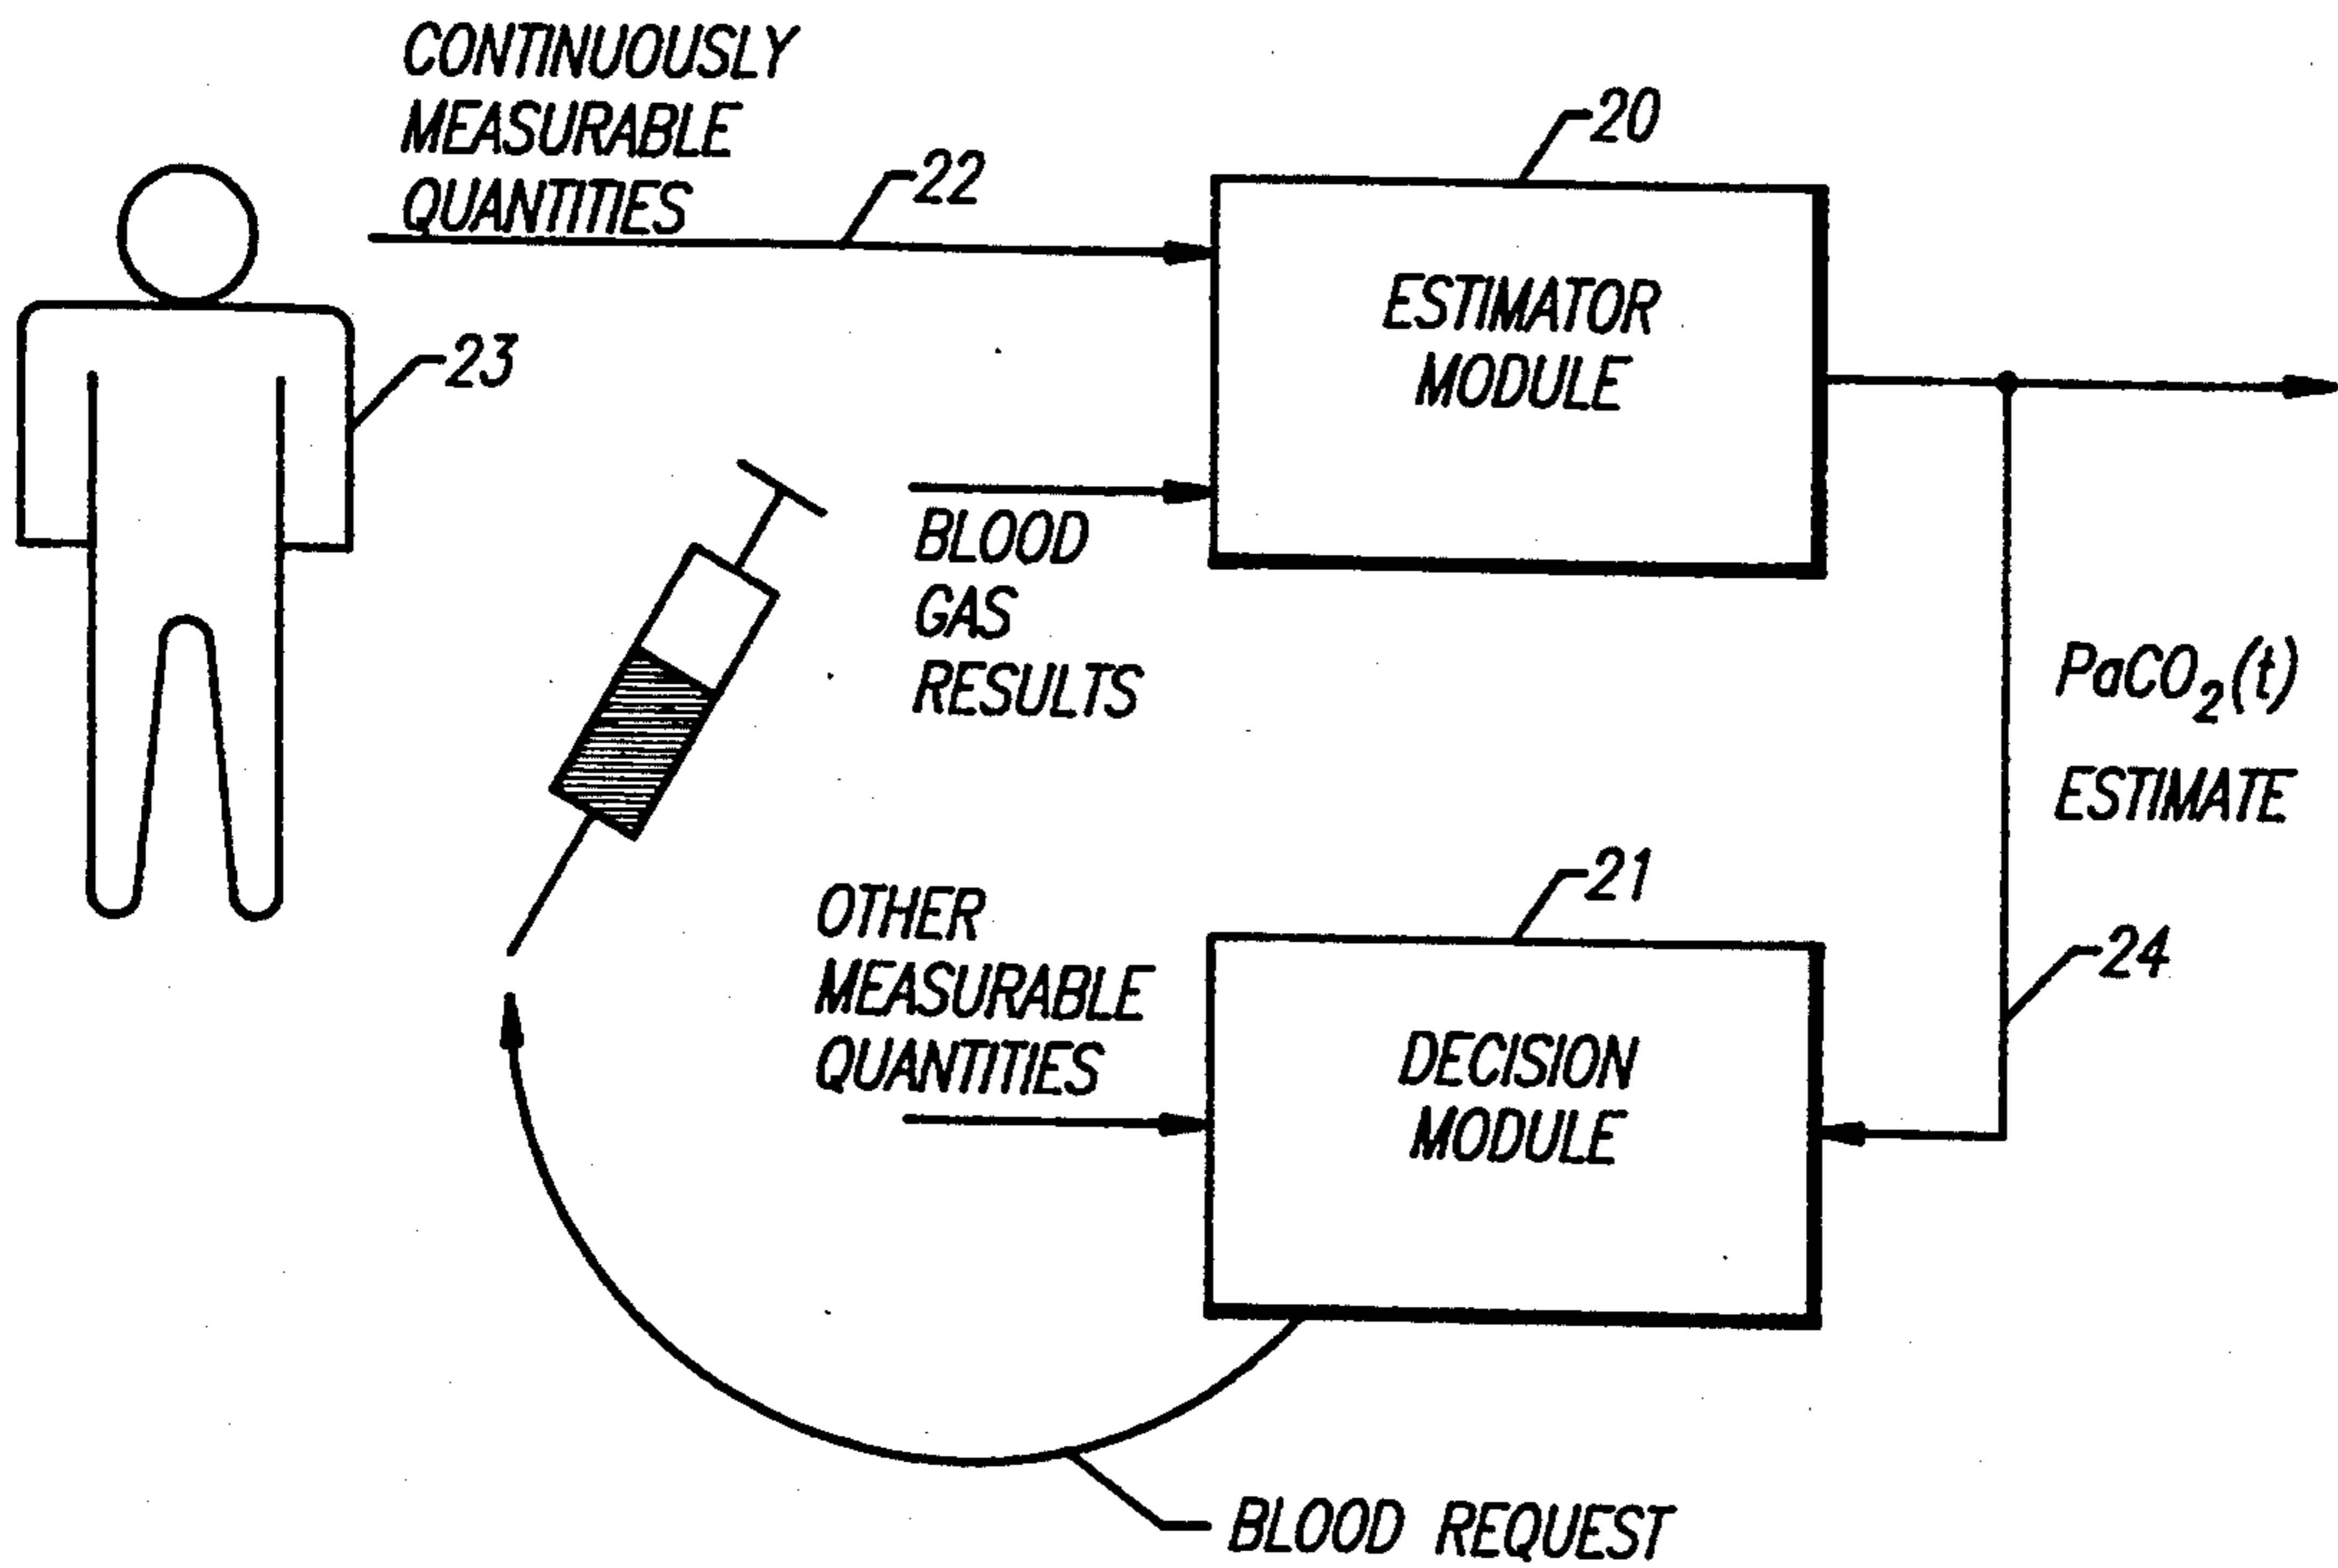 CONTINUOUSLY
MEASURABLE
QUANTITIES
22
20
ESTIMATOR
MODULE
23
BLOOD
GAS
RESULTS
PaCO₂(t)
ESTIMATE
OTHER
MEASURABLE
QUANTITIES
21
DECISION
MODULE
24
BLOOD REQUEST